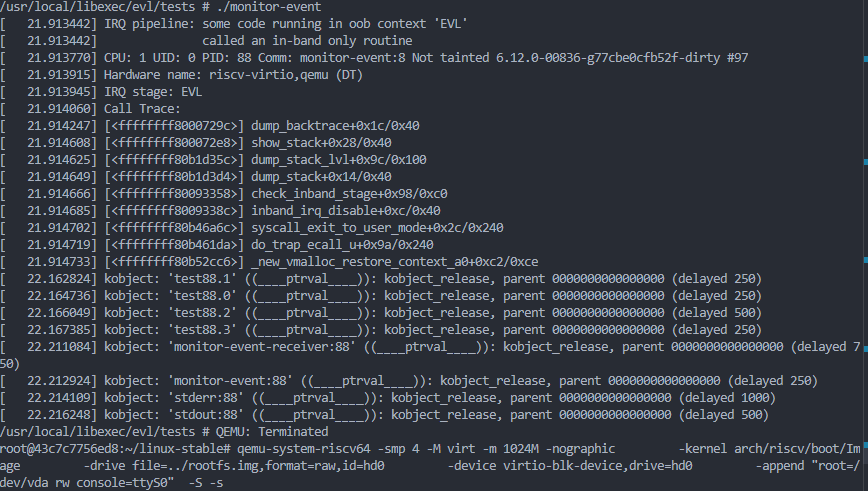 /usr/local/libexec/evl/tests # ./monitor-event
[   21.913442] IRQ pipeline: some code running in oob context 'EVL'
[   21.913442]               called an in-band only routine
[   21.913770] CPU: 1 UID: 0 PID: 88 Comm: monitor-event:8 Not tainted 6.12.0-00836-g77cbe0cfb52f-dirty #97
[   21.913915] Hardware name: riscv-virtio,qemu (DT)
[   21.913945] IRQ stage: EVL
[   21.914060] Call Trace:
[   21.914247] [<ffffffff8000729c>] dump_backtrace+0x1c/0x40
[   21.914608] [<ffffffff800072e8>] show_stack+0x28/0x40
[   21.914625] [<ffffffff80b1d35c>] dump_stack_lvl+0x9c/0x100
[   21.914649] [<ffffffff80b1d3d4>] dump_stack+0x14/0x40
[   21.914666] [<ffffffff80093358>] check_inband_stage+0x98/0xc0
[   21.914685] [<ffffffff8009338c>] inband_irq_disable+0xc/0x40
[   21.914702] [<ffffffff80b46a6c>] syscall_exit_to_user_mode+0x2c/0x240
[   21.914719] [<ffffffff80b461da>] do_trap_ecall_u+0x9a/0x240
[   21.914733] [<ffffffff80b52cc6>] _new_vmalloc_restore_context_a0+0xc2/0xce
[   22.162824] kobject: 'test88.1' ((____ptrval____)): kobject_release, parent 0000000000000000 (delayed 250)
[   22.164736] kobject: 'test88.0' ((____ptrval____)): kobject_release, parent 0000000000000000 (delayed 250)
[   22.166049] kobject: 'test88.2' ((____ptrval____)): kobject_release, parent 0000000000000000 (delayed 500)
[   22.167385] kobject: 'test88.3' ((____ptrval____)): kobject_release, parent 0000000000000000 (delayed 250)
[   22.211084] kobject: 'monitor-event-receiver:88' ((____ptrval____)): kobject_release, parent 0000000000000000 (delayed 7
50)
[   22.212924] kobject: 'monitor-event:88' ((____ptrval____)): kobject_release, parent 0000000000000000 (delayed 250)
[   22.214109] kobject: 'stderr:88' ((____ptrval____)): kobject_release, parent 0000000000000000 (delayed 1000)
[   22.216248] kobject: 'stdout:88' ((____ptrval____)): kobject_release, parent 0000000000000000 (delayed 500)
/usr/local/libexec/evl/tests # QEMU: Terminated
root@43c7c7756ed8:~/linux-stable# qemu-system-riscv64 -smp 4 -M virt -m 1024M -nographic        -kernel arch/riscv/boot/Im
age        -drive file=../rootfs.img,format=raw,id=hd0        -device virtio-blk-device,drive=hd0        -append "root=/
dev/vda rw console=ttyS0"  -S -s